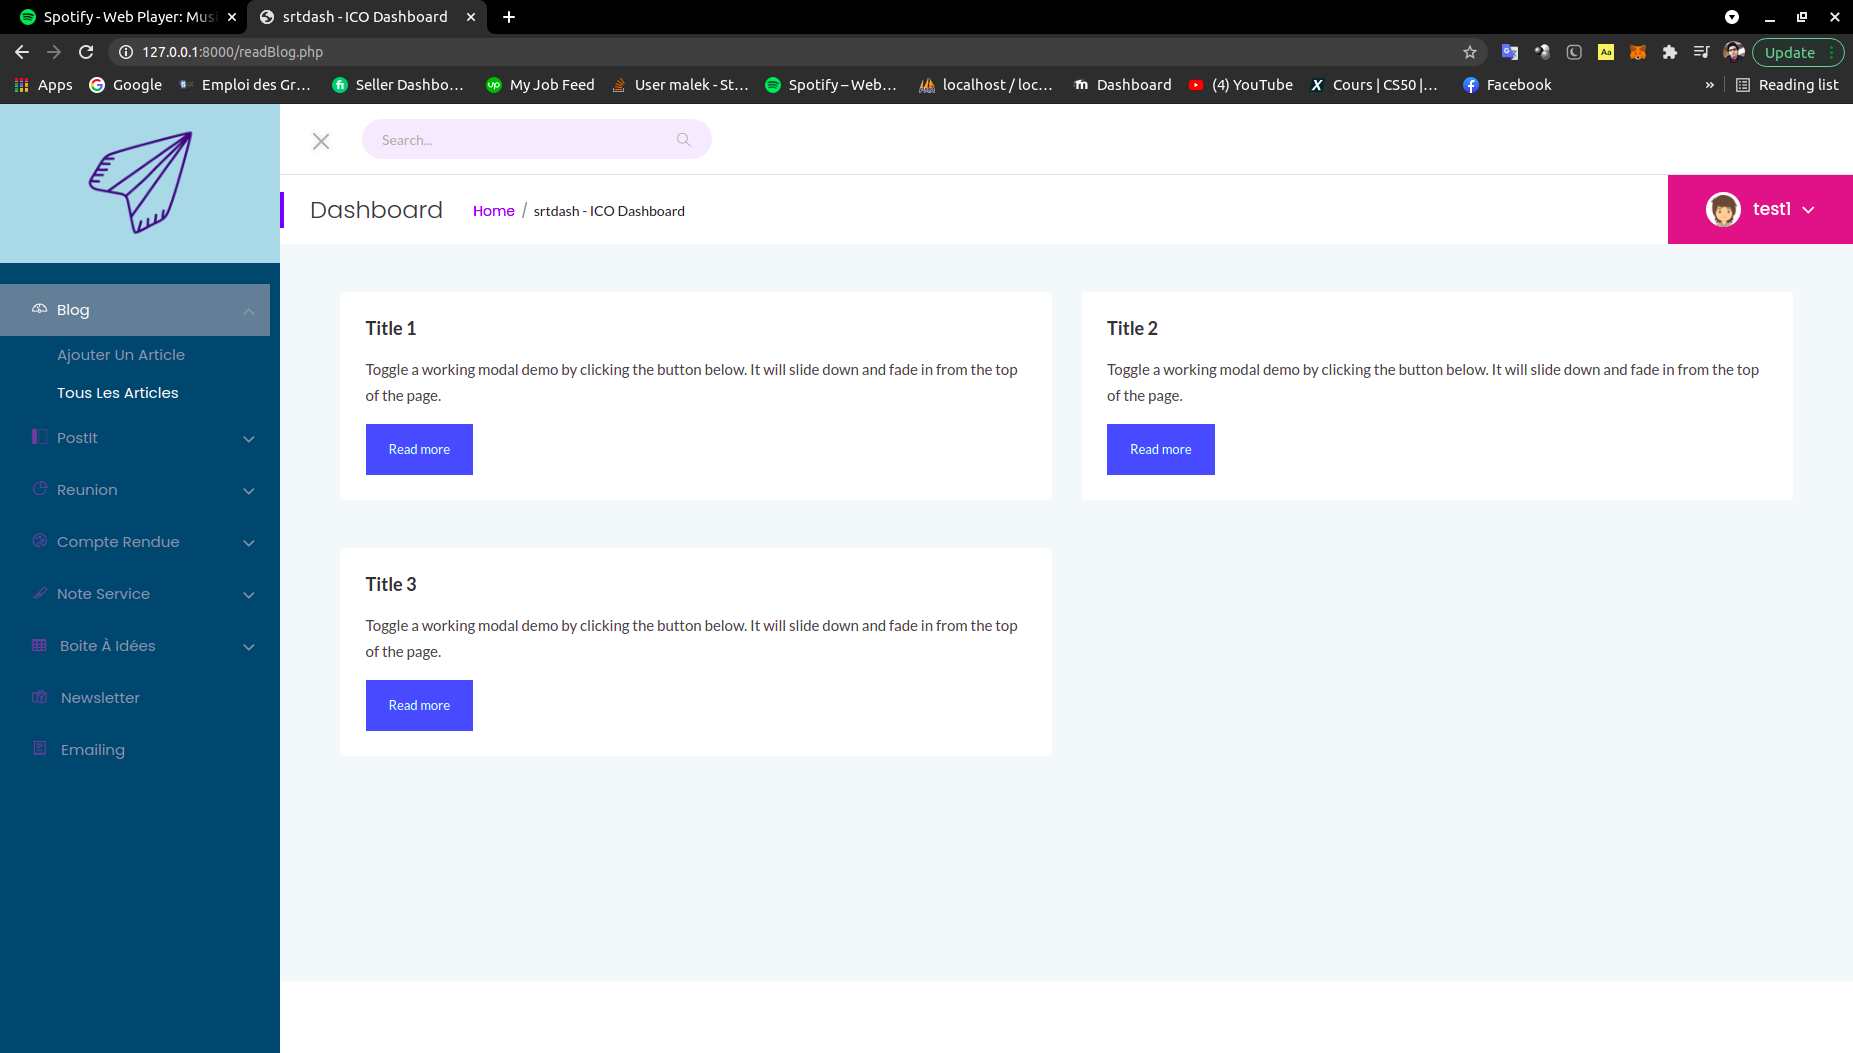 Spotify - Web Player: Musi
srtdash - ICO Dashboard
127.0.0.1:8000/readBlog.php
Aa
Update
Apps
Google
Emploi des Gr...
Seller Dashbo...
My Job Feed
User malek - St...
Spotify – Web...
localhost / loc...
Dashboard
(4) YouTube
Cours | CS50 |...
Facebook
»
Reading list
Search...
Dashboard
Home / srtdash - ICO Dashboard
test1
Blog
Ajouter Un Article
Tous Les Articles
PostIt
Reunion
Compte Rendue
Note Service
Boite À Idées
Newsletter
Emailing
Title 1
Toggle a working modal demo by clicking the button below. It will slide down and fade in from the top
of the page.
Read more
Title 2
Toggle a working modal demo by clicking the button below. It will slide down and fade in from the top
of the page.
Read more
Title 3
Toggle a working modal demo by clicking the button below. It will slide down and fade in from the top
of the page.
Read more